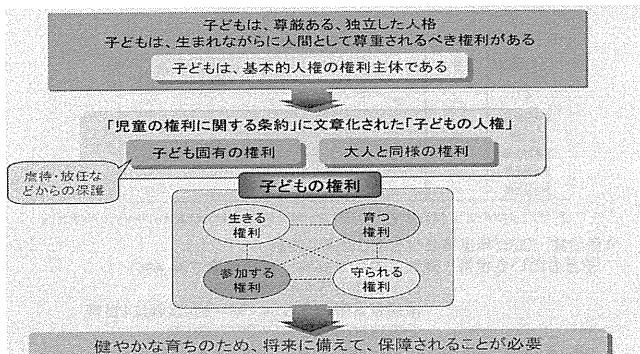 子どもは、尊厳ある、独立した人格
子どもは、生まれながらに人間として尊重されるべき権利がある
子どもは、基本的人権の権利主体である
「児童の権利に関する条約」に文章化された「子どもの人権」
子ども固有の権利
大人と同様の権利
虐待・放任な
どからの保護
子どもの権利
生きる
権利
育つ
権利
参加する
権利
守られる
権利
健やかな育ちのため、将来に備えて、保障されることが必要